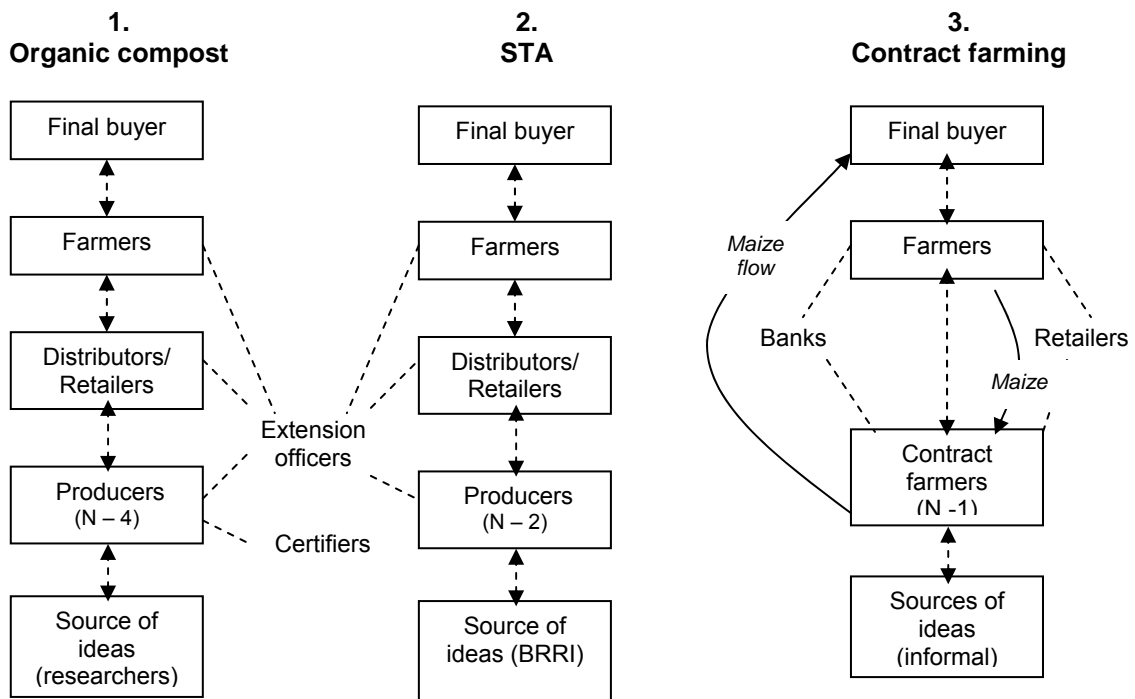 1.
Organic compost
Final buyer
Farmers
Distributors/
Retailers
Producers
(N – 4)
Source of
ideas
(researchers)
Extension
officers
Certifiers
2.
STA
Final buyer
Farmers
Distributors/
Retailers
Producers
(N – 2)
Source of
ideas (BRRI)
3.
Contract farming
Final buyer
Maize
flow
Farmers
Banks
Retailers
Maize
Contract
farmers
(N -1)
Sources of
ideas
(informal)